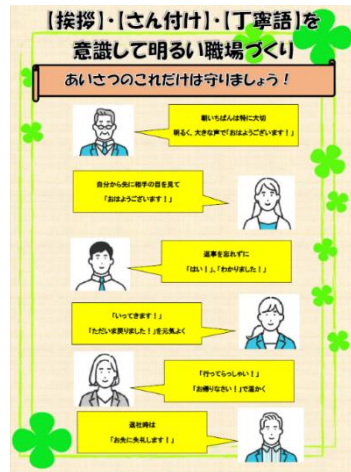 【挨拶】・【さん付け】・【丁寧語】を
意識して明るい職場づくり
あいさつのこれだけは守りましょう!
朝いちばんは特に大切
明るく、大きな声で「おはようございます!」
自分から先に相手の目を見て
「おはようございます!」
返事を忘れずに
「はい!」、「わかりました!」
「いってきます!」
「ただいま戻りました!」を元気よく
「行ってらっしゃい!」
「お帰りなさい!」で温かく
退社時は
「お先に失礼します!」